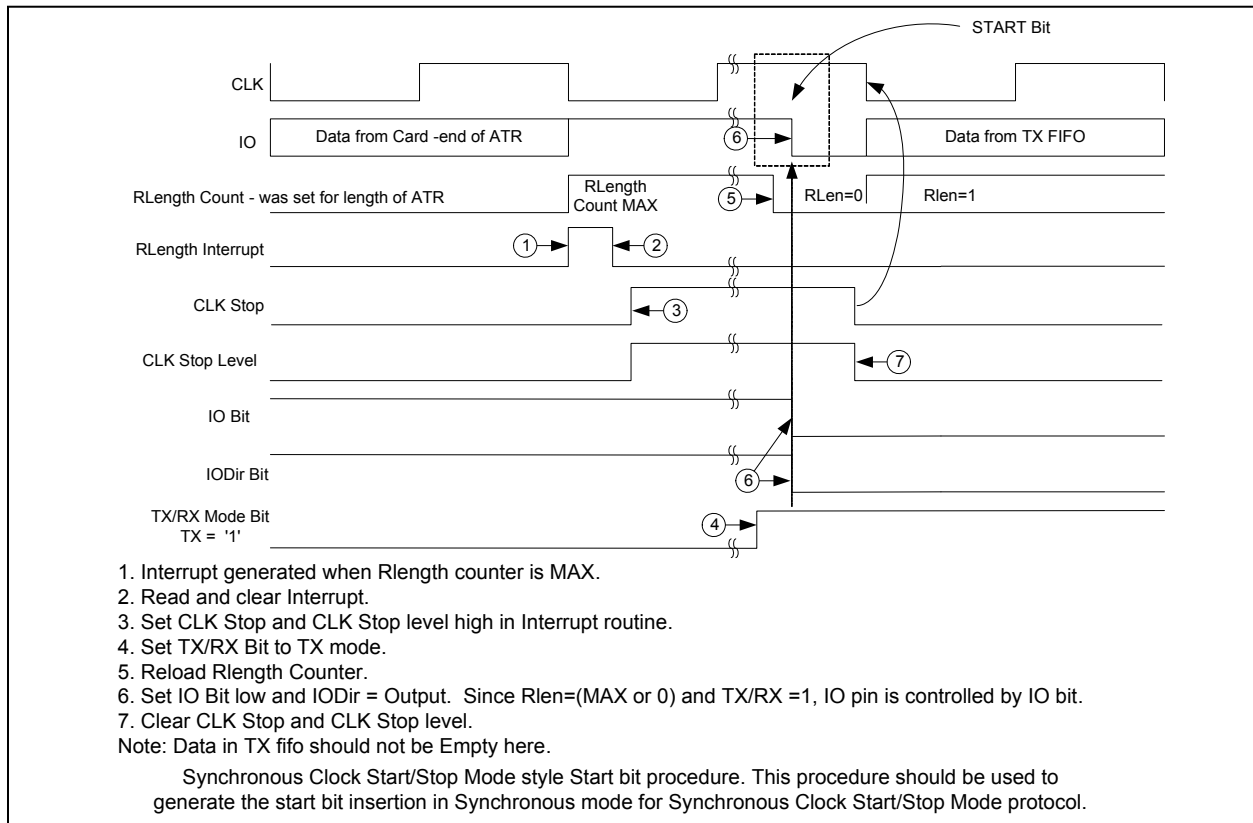 START Bit
CLK
IO
Data from Card -end of ATR
6
Data from TX FIFO
RLength Count - was set for length of ATR
RLength
Count MAX
5
RLen=0
Rlen=1
RLength Interrupt
1
2
CLK Stop
3
CLK Stop Level
7
IO Bit
IODir Bit
6
TX/RX Mode Bit
TX = '1'
4
1. Interrupt generated when Rlength counter is MAX.
2. Read and clear Interrupt.
3. Set CLK Stop and CLK Stop level high in Interrupt routine.
4. Set TX/RX Bit to TX mode.
5. Reload Rlength Counter.
6. Set IO Bit low and IODir = Output. Since Rlen=(MAX or 0) and TX/RX =1, IO pin is controlled by IO bit.
7. Clear CLK Stop and CLK Stop level.
Note: Data in TX fifo should not be Empty here.
Synchronous Clock Start/Stop Mode style Start bit procedure. This procedure should be used to
generate the start bit insertion in Synchronous mode for Synchronous Clock Start/Stop Mode protocol.